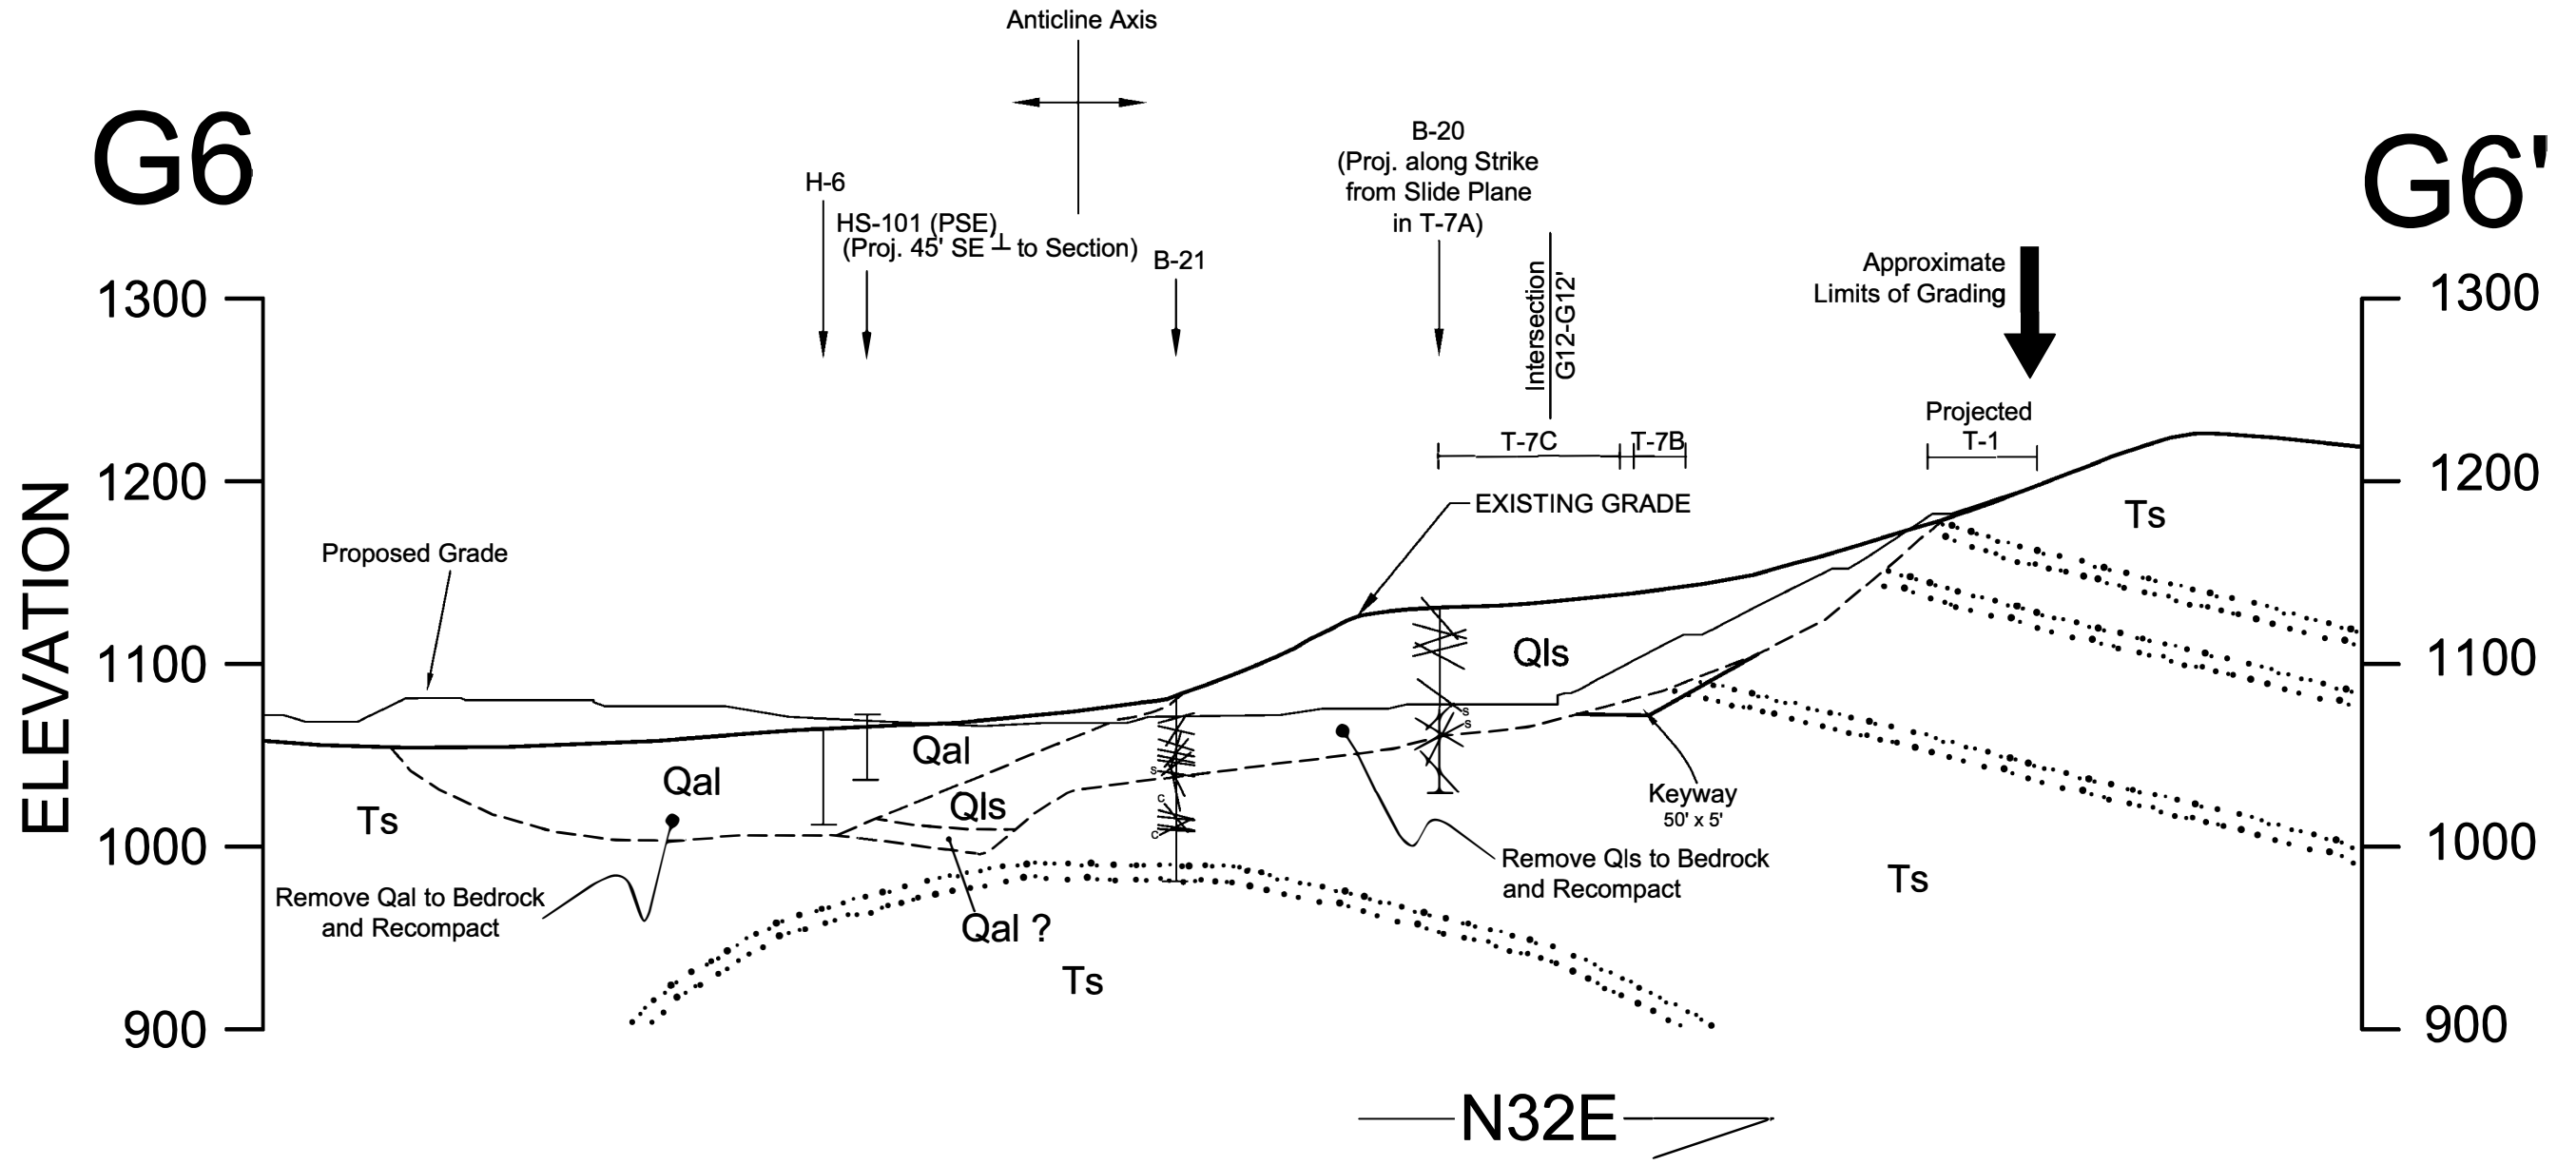 Anticline Axis
G6
G6'
B-20
(Proj. along Strike
from Slide Plane
in T-7A)
H-6
HS-101 (PSE)
(Proj. 45' SE ⊥ to Section)
B-21
Intersection
G12-G12'
Approximate
Limits of Grading
1300
1300
Projected
T-1
T-7C
T-7B
1200
1200
EXISTING GRADE
Ts
Proposed Grade
ELEVATION
1100
1100
Qls
s
s
Qal
Qal
s
Qls
c
c
Ts
Keyway
50' x 5'
1000
1000
Remove Qls to Bedrock
and Recompact
Ts
Remove Qal to Bedrock
and Recompact
Qal ?
Ts
900
900
N32E